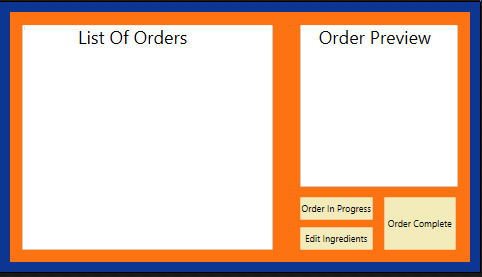 List Of Orders
Order Preview
Order In Progress
Order Complete
Edit Ingredients